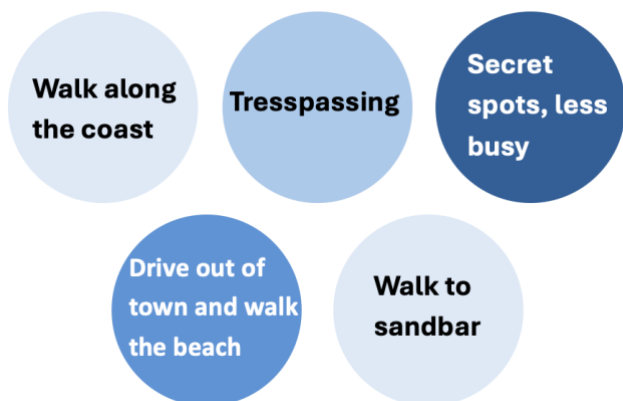 Walk along
the coast
Tresspassing
Secret
spots, less
busy
Drive out of
town and walk
the beach
Walk to
sandbar